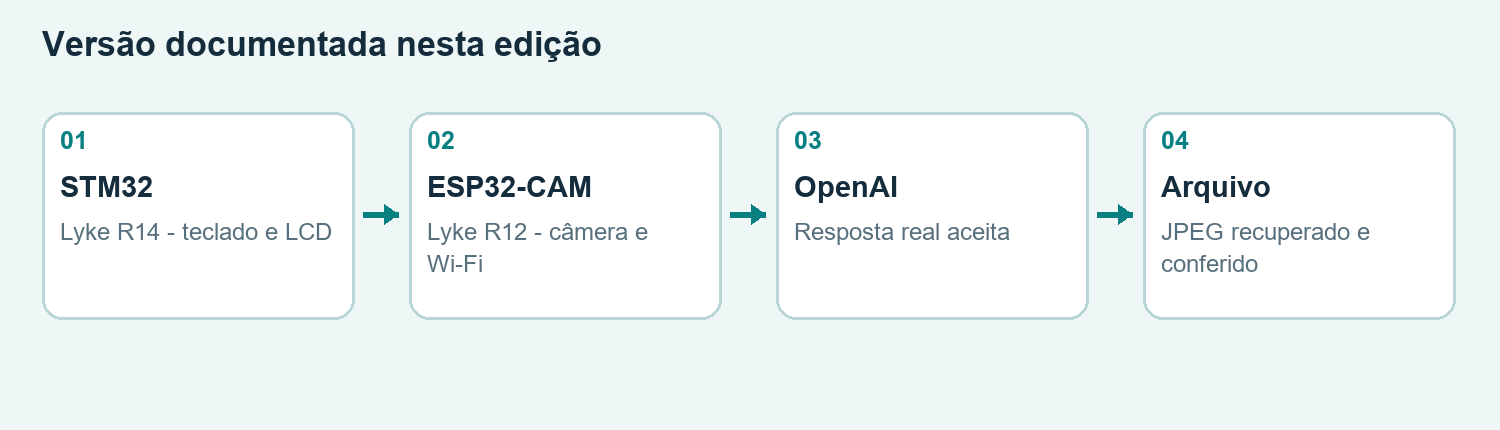 Versão documentada nesta edição
01
STM32
Lyke R14 - teclado e LCD
02
ESP32-CAM
Lyke R12 - câmera e
Wi-Fi
03
OpenAI
Resposta real aceita
04
Arquivo
JPEG recuperado e
conferido